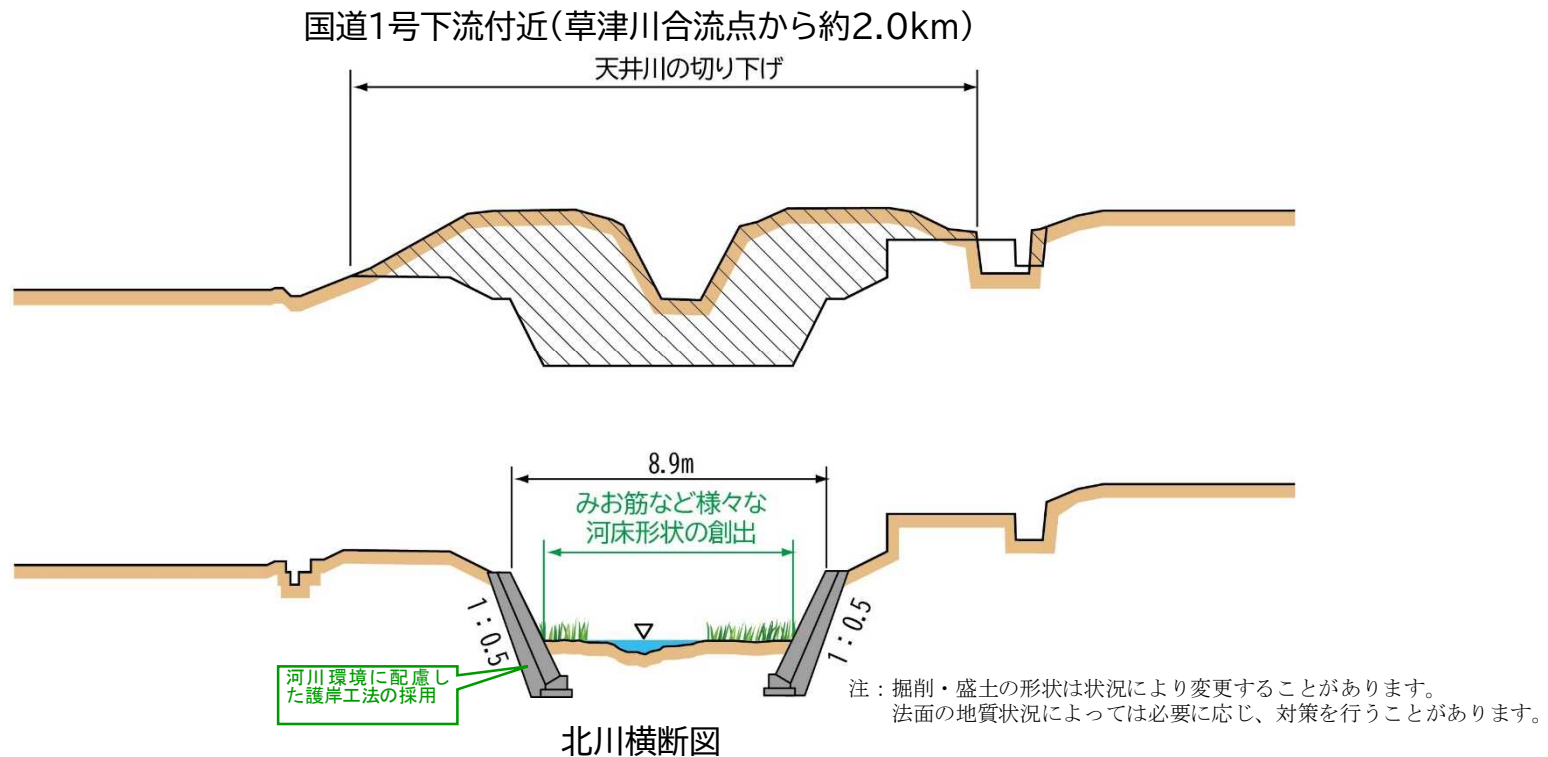 国道1号下流付近(草津川合流点から約2.0km)
天井川の切り下げ
8.9m
みお筋など様々な
河床形状の創出
1:0.5
1:0.5
河川環境に配慮し
た護岸工法の採用
注:掘削・盛土の形状は状況により変更することがあります。
法面の地質状況によっては必要に応じ、対策を行うことがあります。
北川横断図